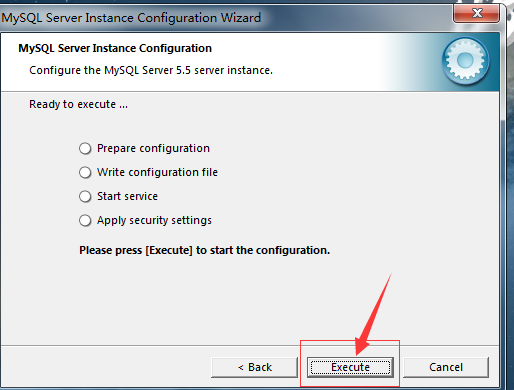 MySQL Server Instance Configuration Wizard
MySQL Server Instance Configuration
Configure the MySQL Server 5.5 server instance.
Ready to execute ...
Prepare configuration
Write configuration file
Start service
Apply security settings
Please press [Execute] to start the configuration.
< Back Execute Cancel